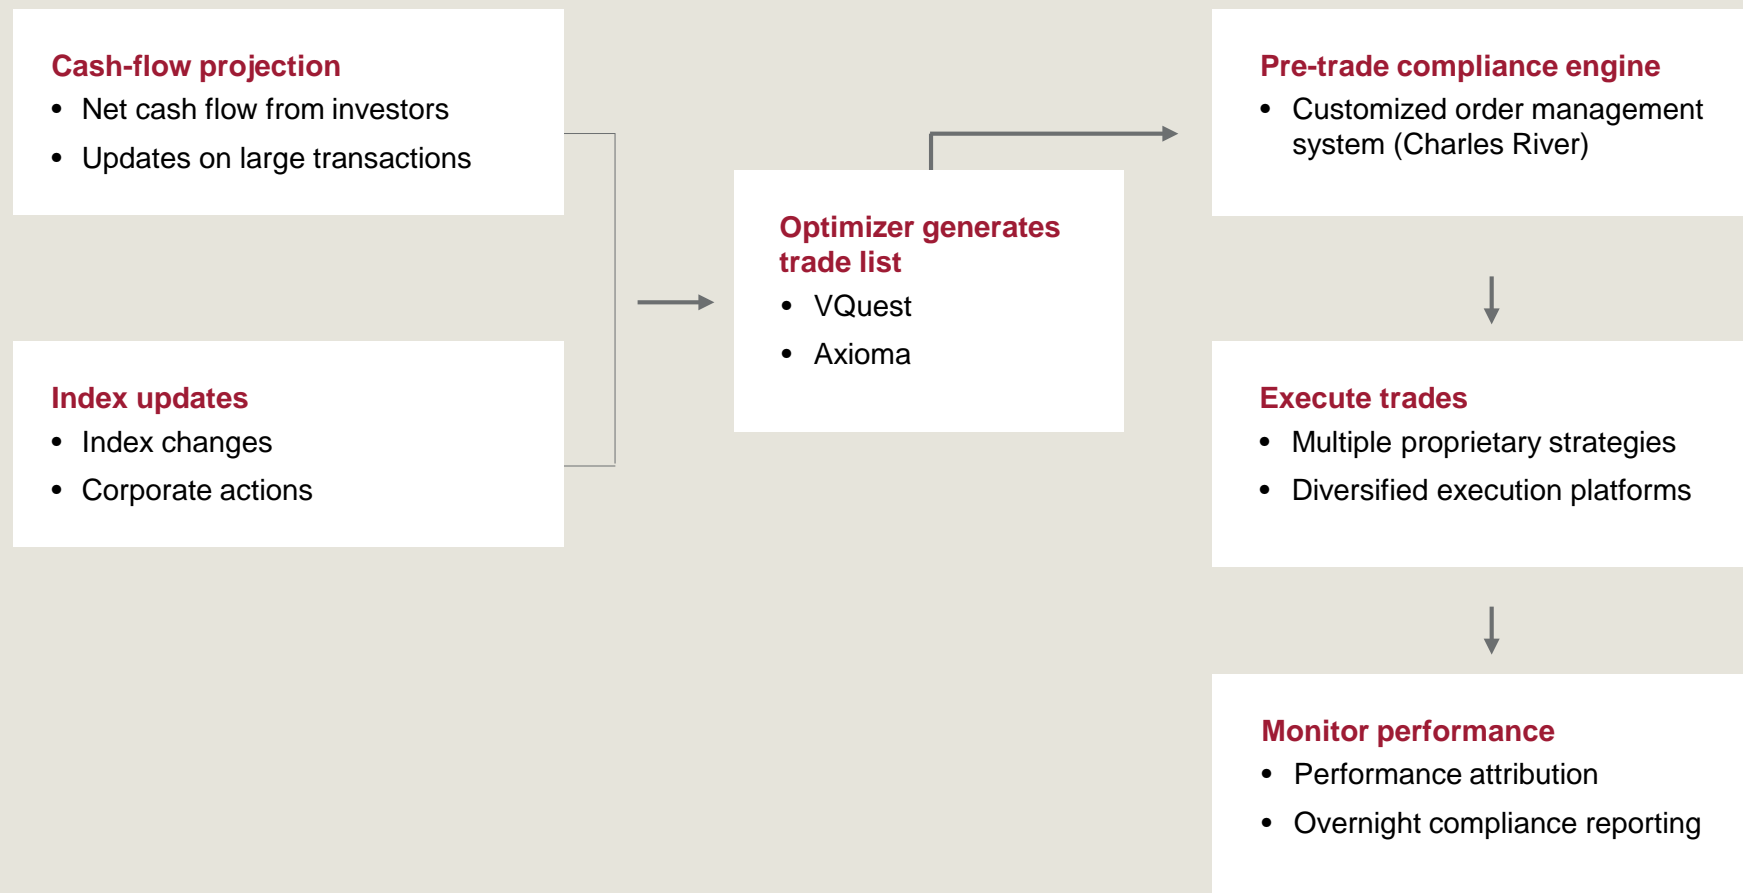 Cash-flow projection
• Net cash flow from investors
• Updates on large transactions
Index updates
• Index changes
• Corporate actions
Optimizer generates
trade list
• VQuest
• Axioma
Pre-trade compliance engine
• Customized order management
system (Charles River)
Execute trades
• Multiple proprietary strategies
• Diversified execution platforms
Monitor performance
• Performance attribution
• Overnight compliance reporting